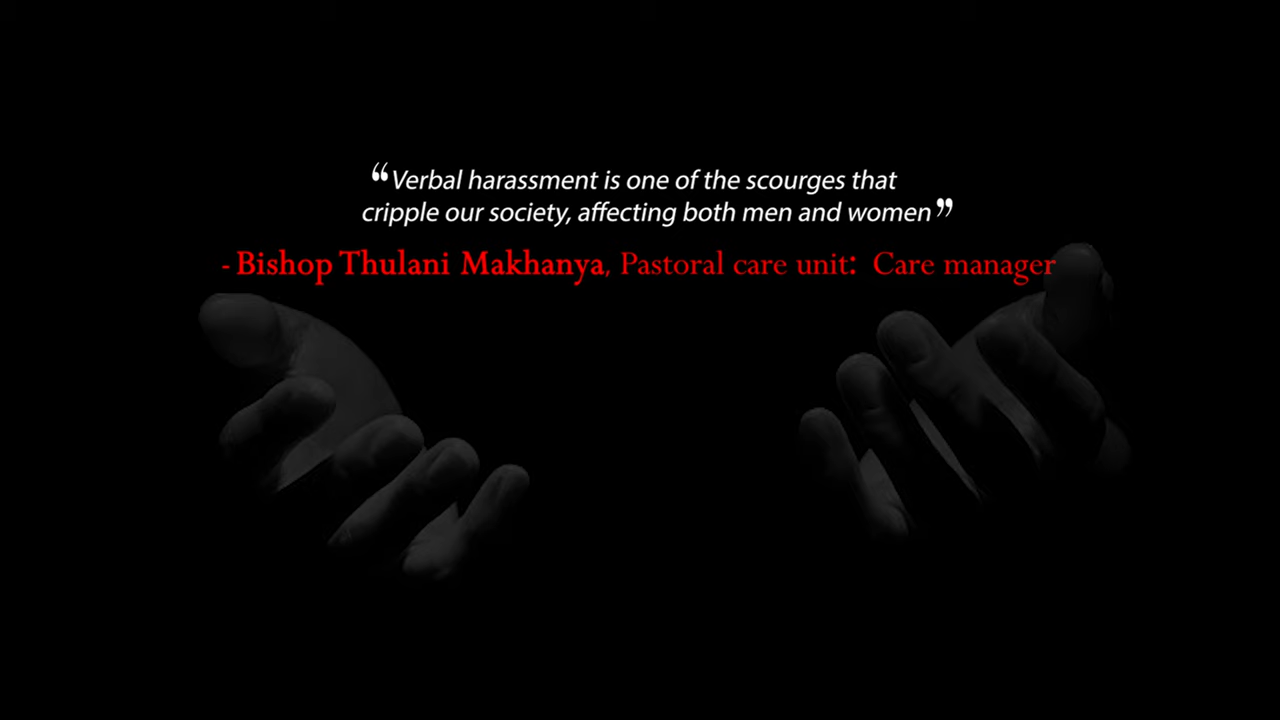 “Verbal harassment is one of the scourges that
cripple our society, affecting both men and women”
- Bishop Thulani Makhanya, Pastoral care unit: Care manager